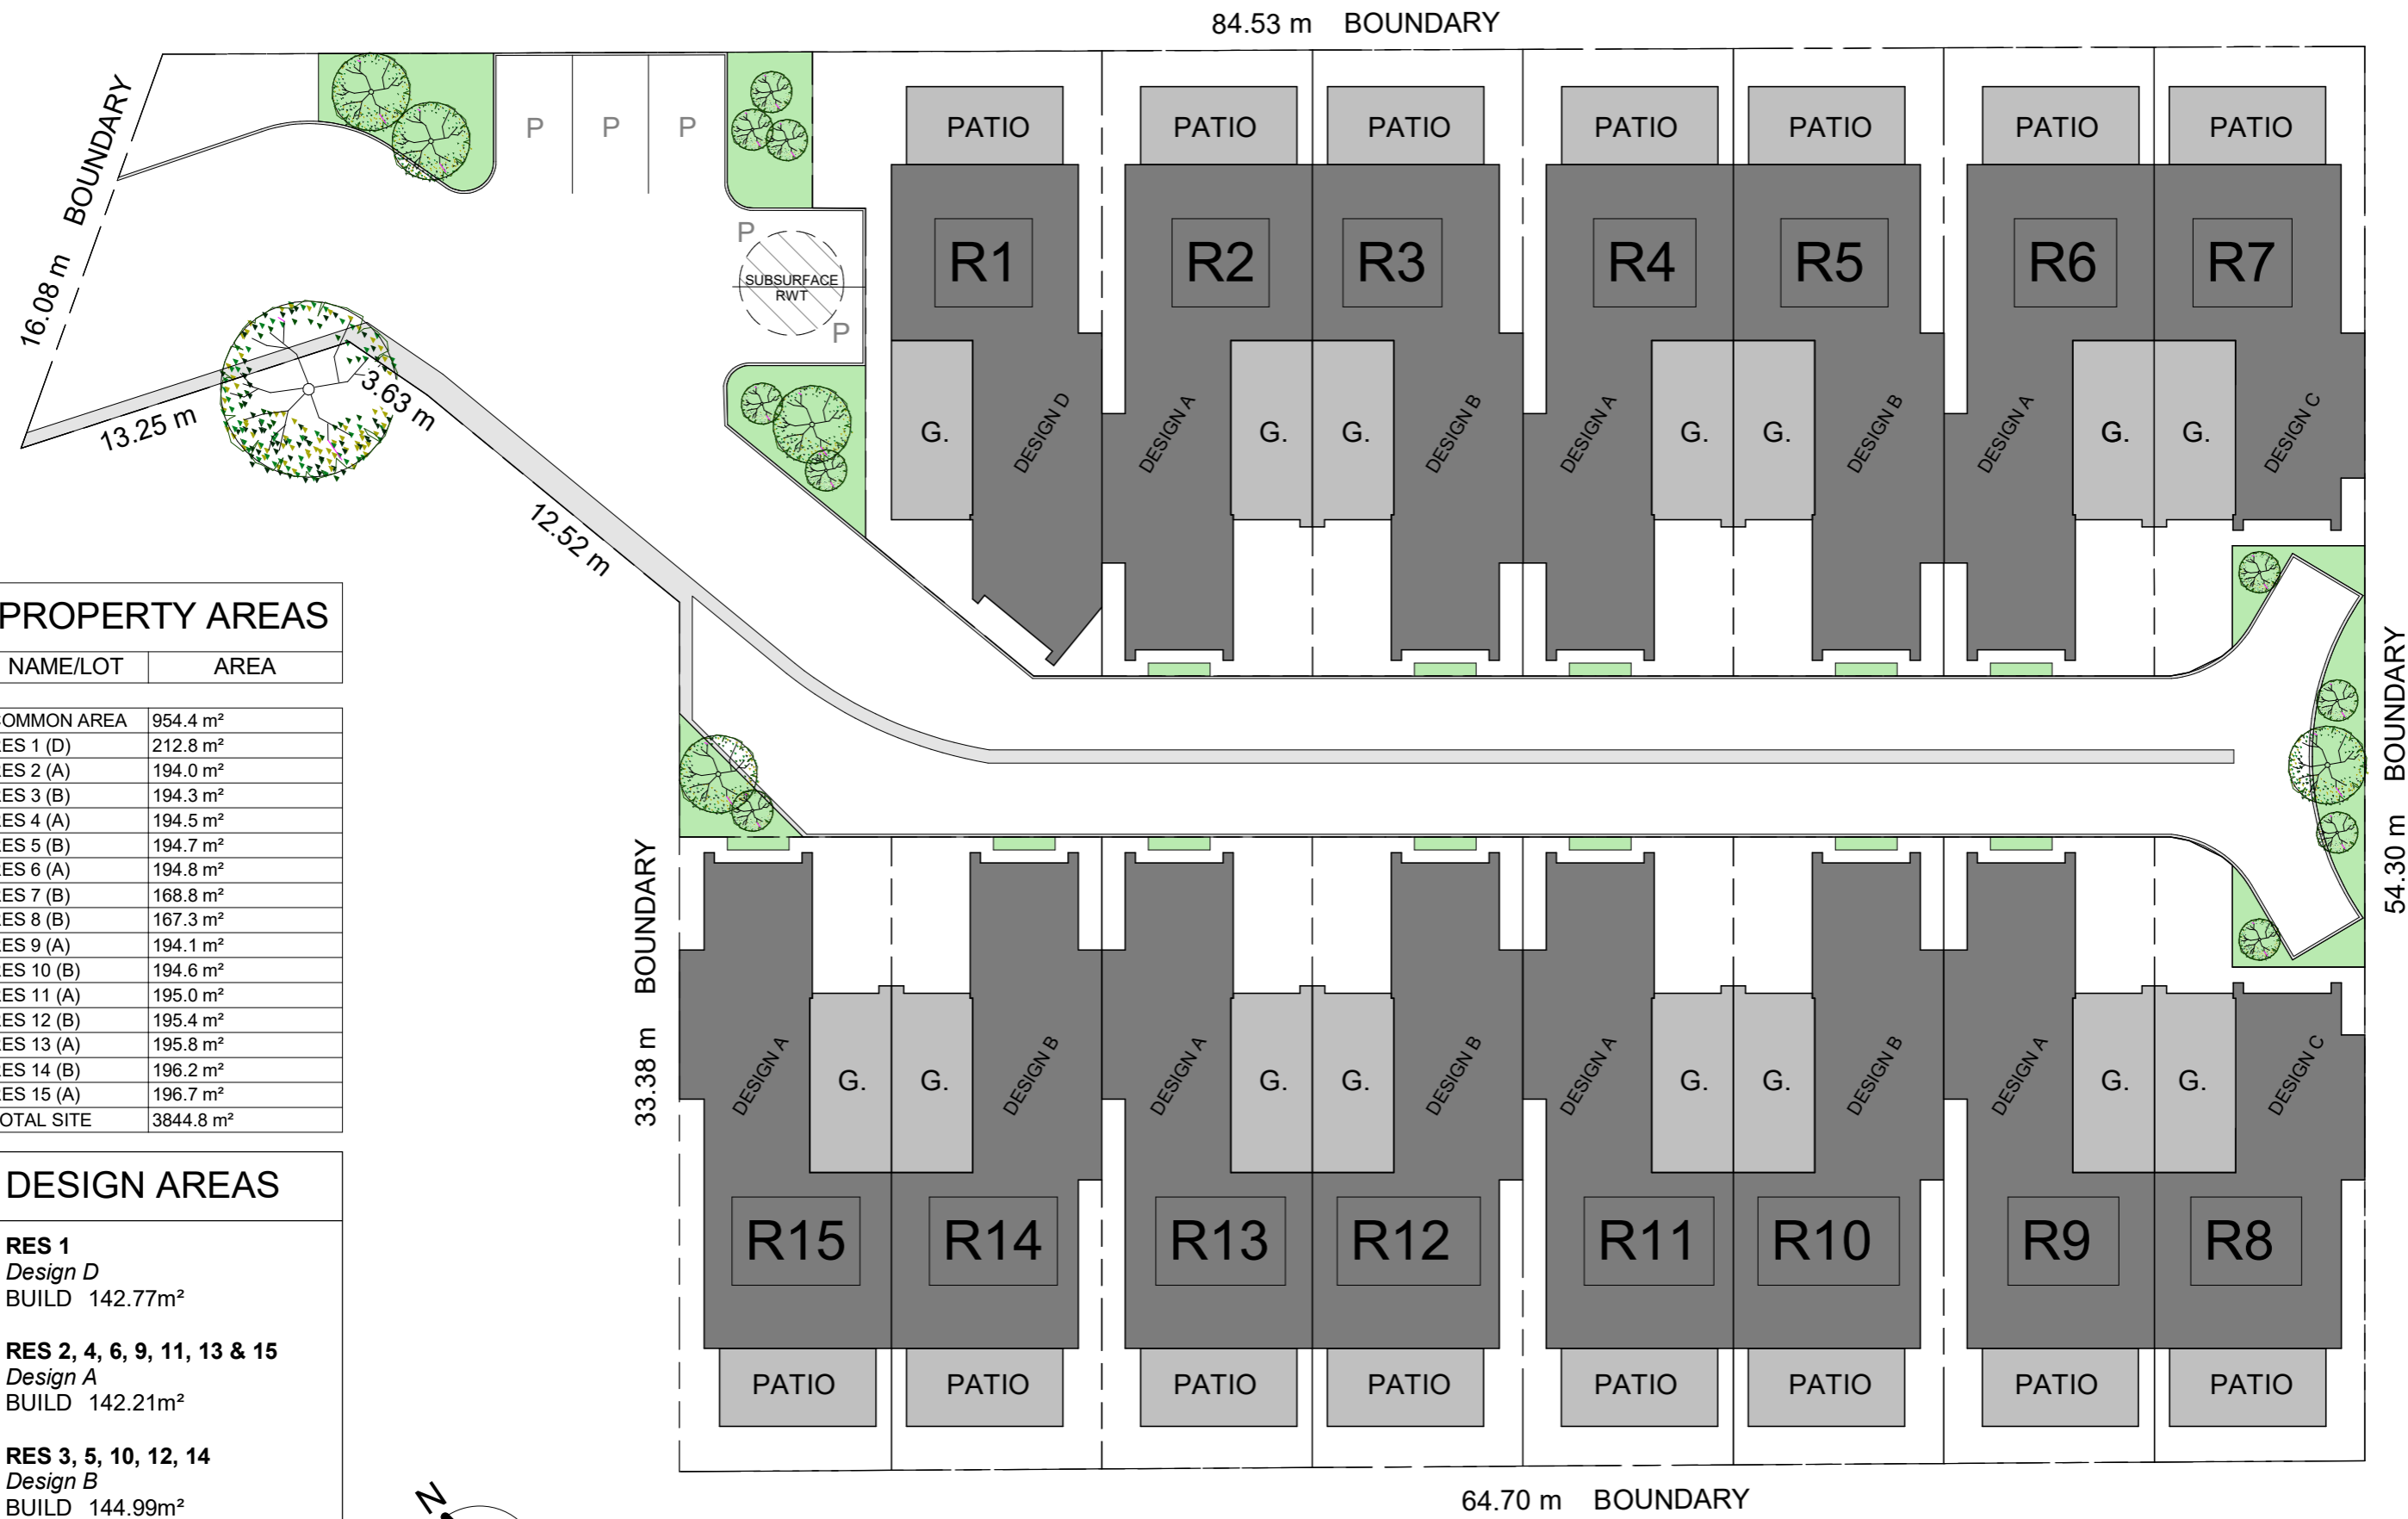 84.53 m BOUNDARY
16.08 m BOUNDARY
P P P
P
SUBSURFACE
RWT
P
13.25 m
3.63 m
12.52 m
PATIO PATIO PATIO PATIO PATIO PATIO PATIO
R1 R2 R3 R4 R5 R6 R7
G. G. G. G. G. G. G.
DESIGN D DESIGN A DESIGN B DESIGN A DESIGN B DESIGN A DESIGN C
54.30 m BOUNDARY
33.38 m BOUNDARY
DESIGN A DESIGN B DESIGN A DESIGN B DESIGN A DESIGN B DESIGN A DESIGN C
G. G. G. G. G. G. G. G.
R15 R14 R13 R12 R11 R10 R9 R8
PATIO PATIO PATIO PATIO PATIO PATIO PATIO PATIO
64.70 m BOUNDARY
PROPERTY AREAS
NAME/LOT AREA
OMMON AREA 954.4 m²
ES 1 (D) 212.8 m²
ES 2 (A) 194.0 m²
ES 3 (B) 194.3 m²
ES 4 (A) 194.5 m²
ES 5 (B) 194.7 m²
ES 6 (A) 194.8 m²
ES 7 (B) 168.8 m²
ES 8 (B) 167.3 m²
ES 9 (A) 194.1 m²
ES 10 (B) 194.6 m²
ES 11 (A) 195.0 m²
ES 12 (B) 195.4 m²
ES 13 (A) 195.8 m²
ES 14 (B) 196.2 m²
ES 15 (A) 196.7 m²
OTAL SITE 3844.8 m²
DESIGN AREAS
RES 1
Design D
BUILD 142.77m²
RES 2, 4, 6, 9, 11, 13 & 15
Design A
BUILD 142.21m²
RES 3, 5, 10, 12, 14
Design B
BUILD 144.99m²
N